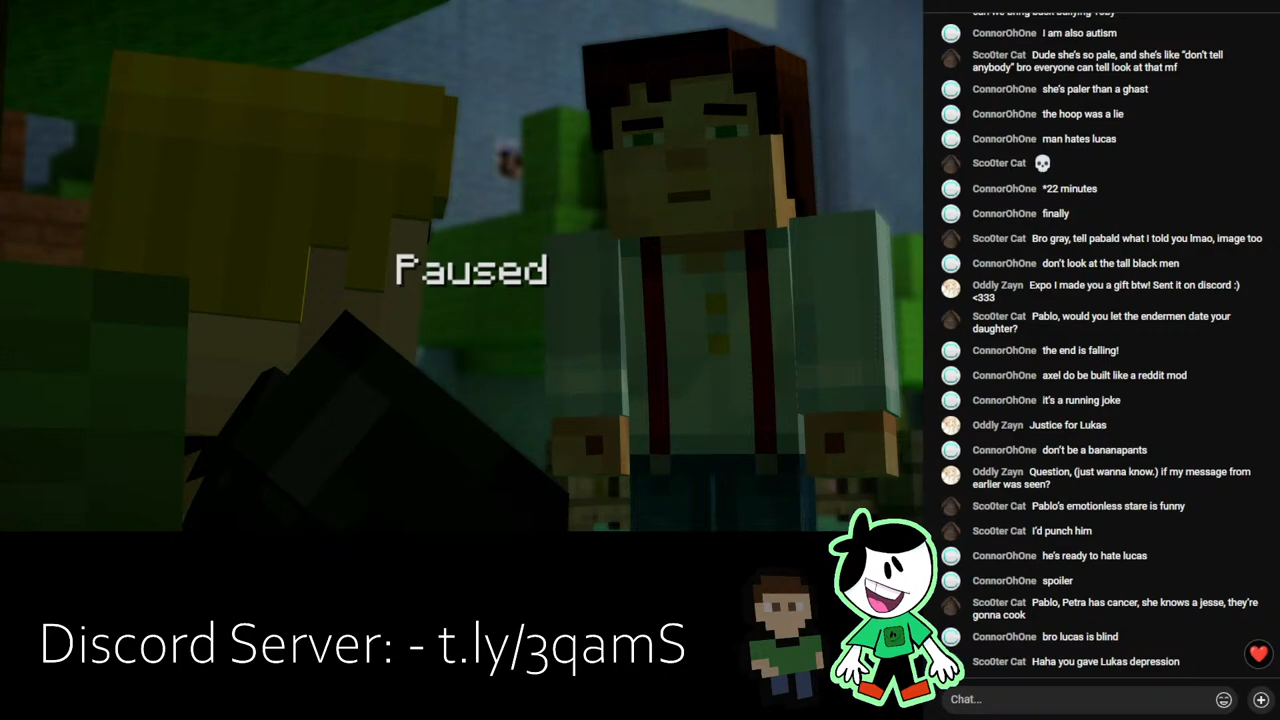 Paused
Discord Server: - t.ly/3qamS
ConnorOhOne I am also autism
Sco0ter Cat Dude she's so pale, and she's like "don't tell
anybody" bro everyone can tell look at that mf
ConnorOhOne she's paler than a ghast
ConnorOhOne the hoop was a lie
ConnorOhOne man hates lucas
Sco0ter Cat 💀
ConnorOhOne *22 minutes
ConnorOhOne finally
Sco0ter Cat Bro gray, tell pabald what I told you lmao, image too
ConnorOhOne don't look at the tall black men
Oddly Zayn Expo I made you a gift btw! Sent it on discord :)
<333
Sco0ter Cat Pablo, would you let the endermen date your
daughter?
ConnorOhOne the end is falling!
ConnorOhOne axel do be built like a reddit mod
ConnorOhOne it's a running joke
Oddly Zayn Justice for Lukas
ConnorOhOne don't be a bananapants
Oddly Zayn Question, (just wanna know.) if my message from
earlier was seen?
Sco0ter Cat Pablo's emotionless stare is funny
Sco0ter Cat I'd punch him
ConnorOhOne he's ready to hate lucas
ConnorOhOne spoiler
Sco0ter Cat Pablo, Petra has cancer, she knows a jesse, they're
gonna cook
ConnorOhOne bro lucas is blind
Sco0ter Cat Haha you gave Lukas depression
Chat...